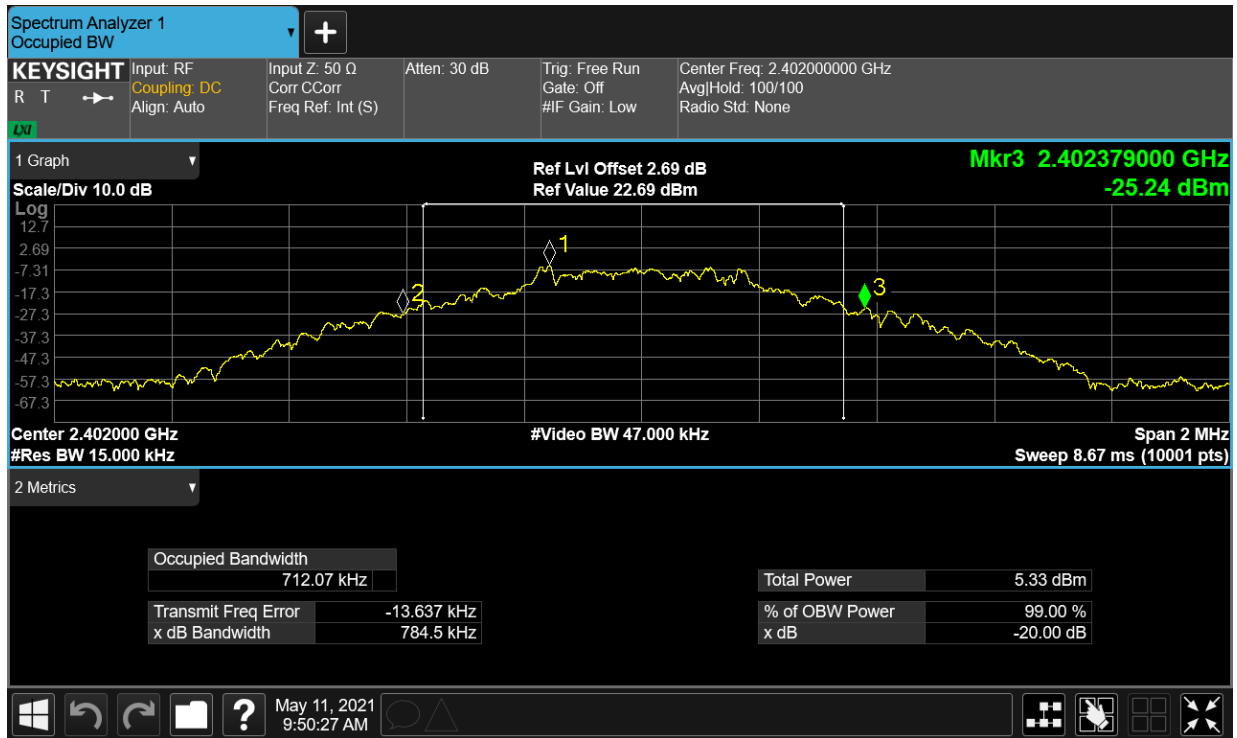 Spectrum Analyzer 1
Occupied BW
▼
+
KEYSIGHT
R T
LXI
Input: RF
Coupling: DC
Align: Auto
Input Z: 50 Ω
Corr CCorr
Freq Ref: Int (S)
Atten: 30 dB
Trig: Free Run
Gate: Off
#IF Gain: Low
Center Freq: 2.402000000 GHz
Avg|Hold: 100/100
Radio Std: None
1 Graph ▼
Ref Lvl Offset 2.69 dB
Mkr3 2.402379000 GHz
Scale/Div 10.0 dB
Ref Value 22.69 dBm
-25.24 dBm
Log
12.7
2.69
-7.31
-17.3
-27.3
-37.3
-47.3
-57.3
-67.3
1
2
3
Center 2.402000 GHz
#Video BW 47.000 kHz
Span 2 MHz
#Res BW 15.000 kHz
Sweep 8.67 ms (10001 pts)
2 Metrics ▼
Occupied Bandwidth
712.07 kHz
Transmit Freq Error -13.637 kHz
x dB Bandwidth 784.5 kHz
Total Power 5.33 dBm
% of OBW Power 99.00 %
x dB -20.00 dB
?
May 11, 2021
9:50:27 AM